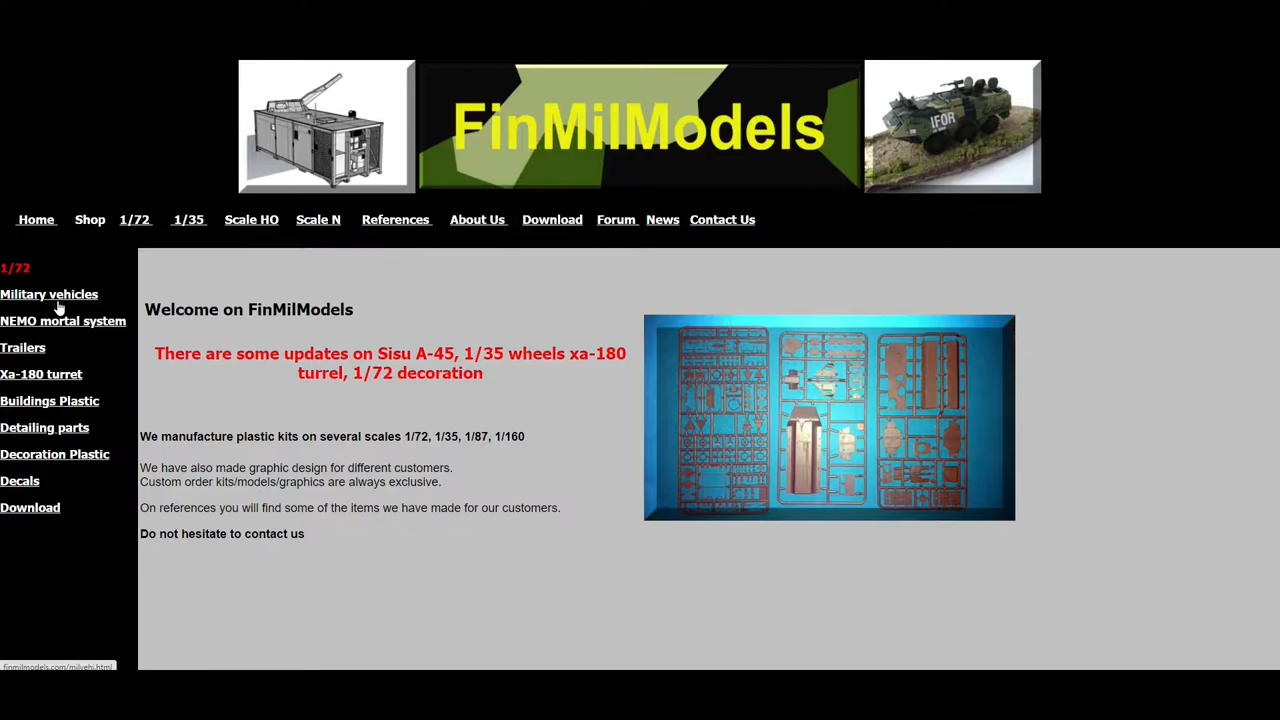 FinMilModels
IFOR
Home Shop 1/72 1/35 Scale HO Scale N References About Us Download Forum News Contact Us
1/72
Military vehicles
NEMO mortal system
Trailers
Xa-180 turret
Buildings Plastic
Detailing parts
Decoration Plastic
Decals
Download
Welcome on FinMilModels
There are some updates on Sisu A-45, 1/35 wheels xa-180
turrel, 1/72 decoration
We manufacture plastic kits on several scales 1/72, 1/35, 1/87, 1/160
We have also made graphic design for different customers.
Custom order kits/models/graphics are always exclusive.
On references you will find some of the items we have made for our customers.
Do not hesitate to contact us
finmilmodels.com/milvehi.html